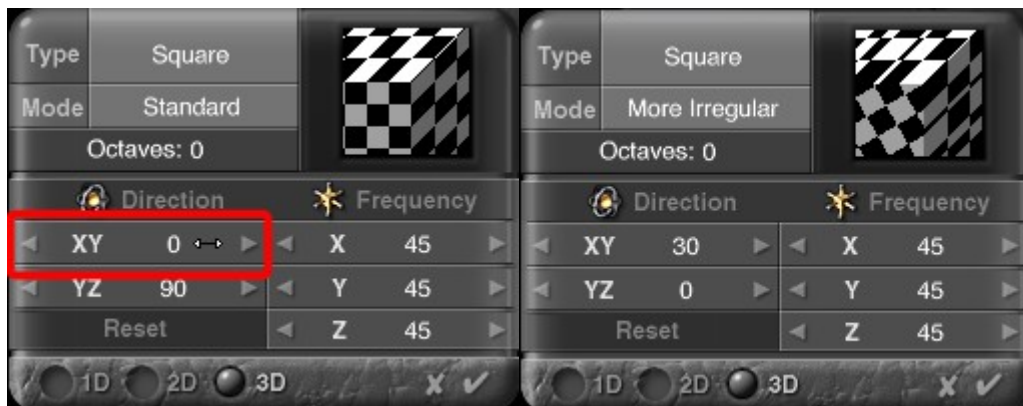 Type Square
Mode Standard
Octaves: 0
Direction Frequency
XY 0 X 45
YZ 90 Y 45
Reset Z 45
1D 2D 3D
Type Square
Mode More Irregular
Octaves: 0
Direction Frequency
XY 30 X 45
YZ 0 Y 45
Reset Z 45
1D 2D 3D